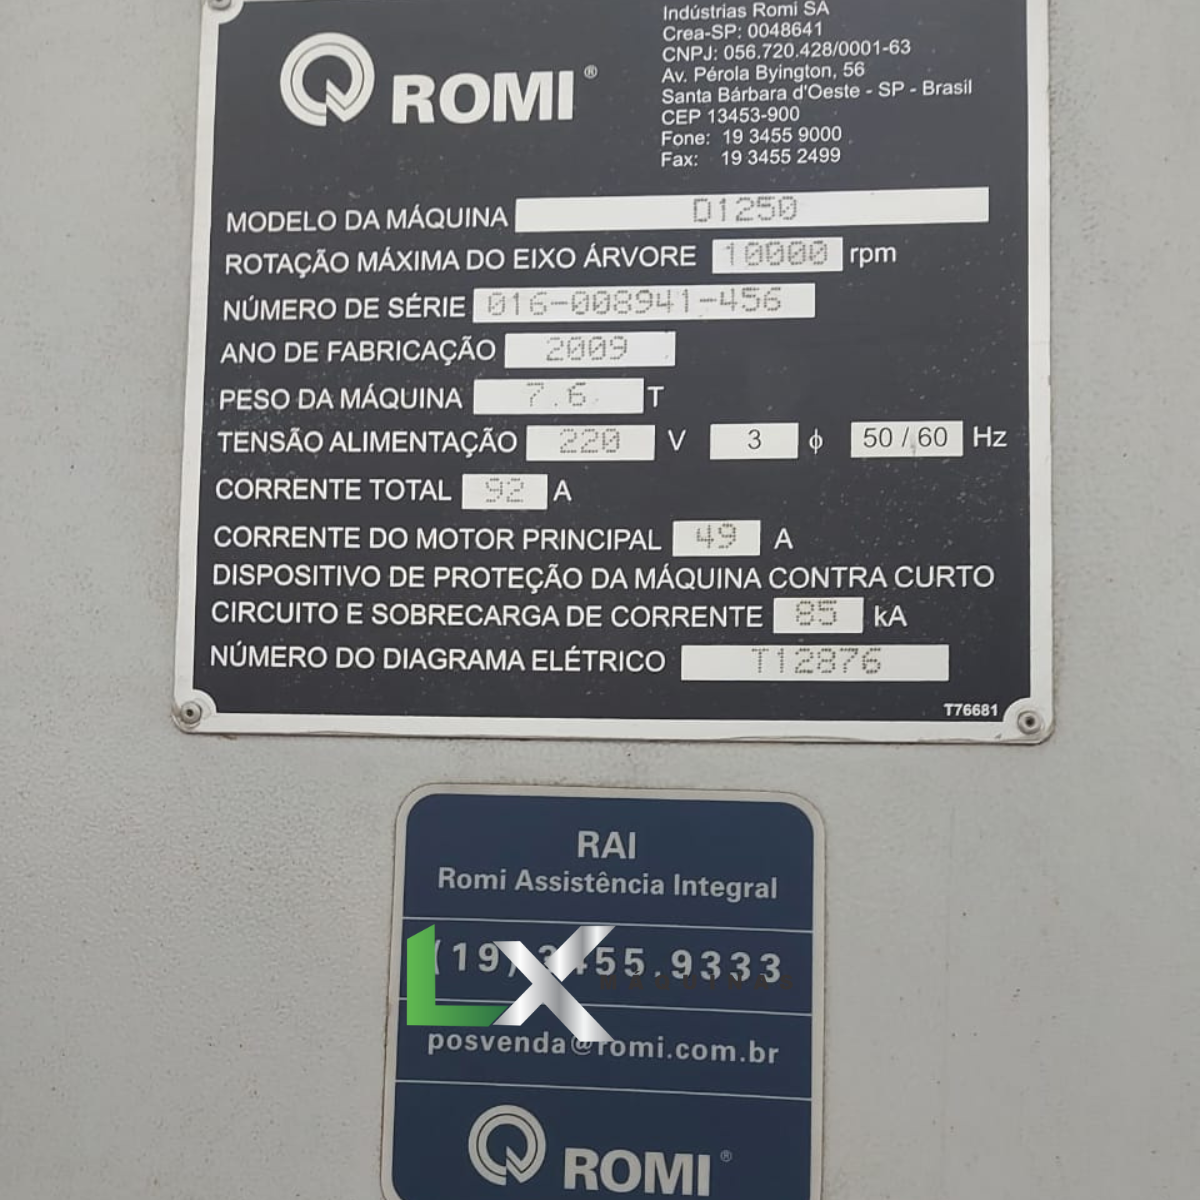 ROMI®
Indústrias Romi SA
Crea-SP: 0048641
CNPJ: 056.720.428/0001-63
Av. Pérola Byington, 56
Santa Bárbara d'Oeste - SP - Brasil
CEP 13453-900
Fone: 19 3455 9000
Fax: 19 3455 2499
MODELO DA MÁQUINA D1250
ROTAÇÃO MÁXIMA DO EIXO ÁRVORE 10000 rpm
NÚMERO DE SÉRIE 016-008941-456
ANO DE FABRICAÇÃO 2009
PESO DA MÁQUINA 7.6 T
TENSÃO ALIMENTAÇÃO 220 V 3 ϕ 50 / 60 Hz
CORRENTE TOTAL 92 A
CORRENTE DO MOTOR PRINCIPAL 49 A
DISPOSITIVO DE PROTEÇÃO DA MÁQUINA CONTRA CURTO
CIRCUITO E SOBRECARGA DE CORRENTE 85 kA
NÚMERO DO DIAGRAMA ELÉTRICO T12876
T76681
RAI
Romi Assistência Integral
(19) 3455.9333
LX
MÁQUINAS
posvenda@romi.com.br
ROMI®